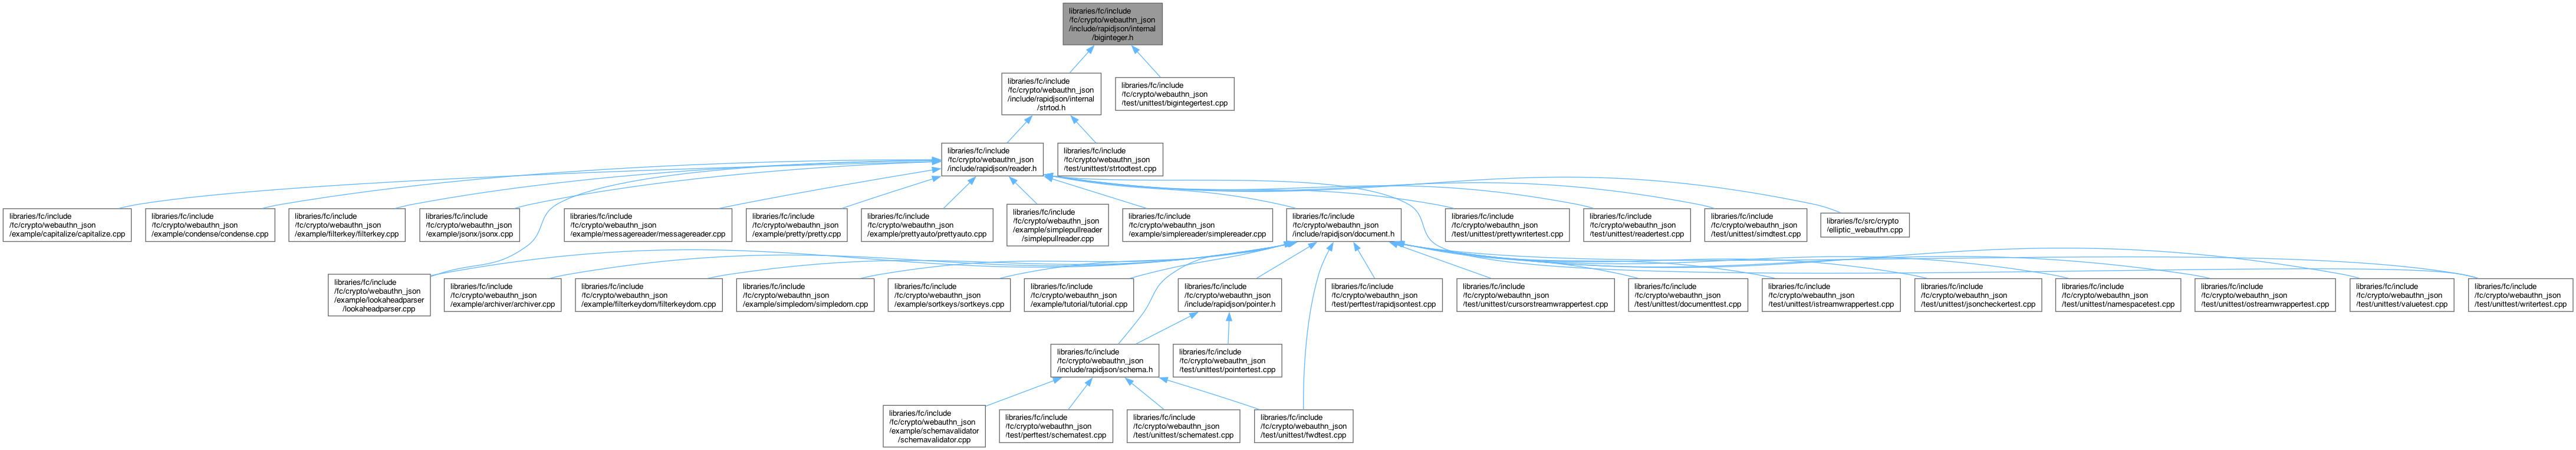 libraries/fc/include
/fc/crypto/webauthn_json
/include/rapidjson/internal
/biginteger.h
libraries/fc/include
/fc/crypto/webauthn_json
/include/rapidjson/internal
/strtod.h
libraries/fc/include
/fc/crypto/webauthn_json
/test/unittest/bigintegertest.cpp
libraries/fc/include
/fc/crypto/webauthn_json
/include/rapidjson/reader.h
libraries/fc/include
/fc/crypto/webauthn_json
/test/unittest/strtodtest.cpp
libraries/fc/include
/fc/crypto/webauthn_json
/example/capitalize/capitalize.cpp
libraries/fc/include
/fc/crypto/webauthn_json
/example/condense/condense.cpp
libraries/fc/include
/fc/crypto/webauthn_json
/example/filterkey/filterkey.cpp
libraries/fc/include
/fc/crypto/webauthn_json
/example/jsonx/jsonx.cpp
libraries/fc/include
/fc/crypto/webauthn_json
/example/messagereader/messagereader.cpp
libraries/fc/include
/fc/crypto/webauthn_json
/example/pretty/pretty.cpp
libraries/fc/include
/fc/crypto/webauthn_json
/example/prettyauto/prettyauto.cpp
libraries/fc/include
/fc/crypto/webauthn_json
/example/simplepullreader
/simplepullreader.cpp
libraries/fc/include
/fc/crypto/webauthn_json
/example/simplereader/simplereader.cpp
libraries/fc/include
/fc/crypto/webauthn_json
/include/rapidjson/document.h
libraries/fc/include
/fc/crypto/webauthn_json
/test/unittest/prettywritertest.cpp
libraries/fc/include
/fc/crypto/webauthn_json
/test/unittest/readertest.cpp
libraries/fc/include
/fc/crypto/webauthn_json
/test/unittest/simdtest.cpp
libraries/fc/src/crypto
/elliptic_webauthn.cpp
libraries/fc/include
/fc/crypto/webauthn_json
/example/lookaheadparser
/lookaheadparser.cpp
libraries/fc/include
/fc/crypto/webauthn_json
/example/archiver/archiver.cpp
libraries/fc/include
/fc/crypto/webauthn_json
/example/filterkeydom/filterkeydom.cpp
libraries/fc/include
/fc/crypto/webauthn_json
/example/simpledom/simpledom.cpp
libraries/fc/include
/fc/crypto/webauthn_json
/example/sortkeys/sortkeys.cpp
libraries/fc/include
/fc/crypto/webauthn_json
/example/tutorial/tutorial.cpp
libraries/fc/include
/fc/crypto/webauthn_json
/include/rapidjson/pointer.h
libraries/fc/include
/fc/crypto/webauthn_json
/test/perftest/rapidjsontest.cpp
libraries/fc/include
/fc/crypto/webauthn_json
/test/unittest/cursorstreamwrappertest.cpp
libraries/fc/include
/fc/crypto/webauthn_json
/test/unittest/documenttest.cpp
libraries/fc/include
/fc/crypto/webauthn_json
/test/unittest/istreamwrappertest.cpp
libraries/fc/include
/fc/crypto/webauthn_json
/test/unittest/jsoncheckertest.cpp
libraries/fc/include
/fc/crypto/webauthn_json
/test/unittest/namespacetest.cpp
libraries/fc/include
/fc/crypto/webauthn_json
/test/unittest/ostreamwrappertest.cpp
libraries/fc/include
/fc/crypto/webauthn_json
/test/unittest/valuetest.cpp
libraries/fc/include
/fc/crypto/webauthn_json
/test/unittest/writertest.cpp
libraries/fc/include
/fc/crypto/webauthn_json
/include/rapidjson/schema.h
libraries/fc/include
/fc/crypto/webauthn_json
/test/unittest/pointertest.cpp
libraries/fc/include
/fc/crypto/webauthn_json
/example/schemavalidator
/schemavalidator.cpp
libraries/fc/include
/fc/crypto/webauthn_json
/test/perftest/schematest.cpp
libraries/fc/include
/fc/crypto/webauthn_json
/test/unittest/schematest.cpp
libraries/fc/include
/fc/crypto/webauthn_json
/test/unittest/fwdtest.cpp